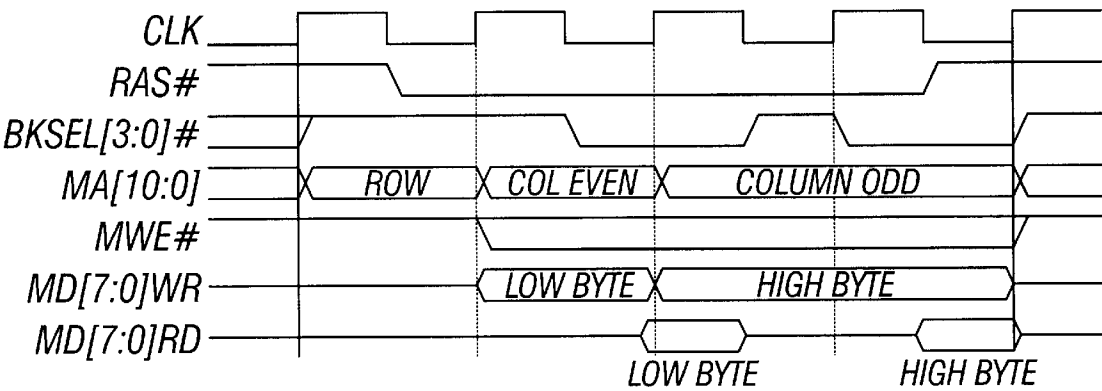 CLK
RAS#
BKSEL[3:0]#
MA[10:0] ROW COL EVEN COLUMN ODD
MWE#
MD[7:0]WR LOW BYTE HIGH BYTE
MD[7:0]RD
LOW BYTE HIGH BYTE